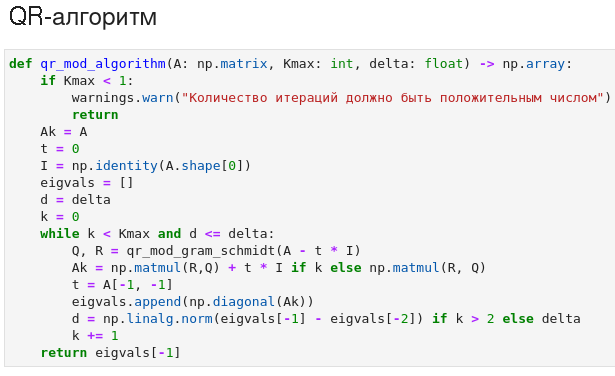 QR-алгоритм
def qr_mod_algorithm(A: np.matrix, Kmax: int, delta: float) -> np.array:
    if Kmax < 1:
        warnings.warn("Количество итераций должно быть положительным числом")
        return
    Ak = A
    t = 0
    I = np.identity(A.shape[0])
    eigvals = []
    d = delta
    k = 0
    while k < Kmax and d <= delta:
        Q, R = qr_mod_gram_schmidt(A - t * I)
        Ak = np.matmul(R,Q) + t * I if k else np.matmul(R, Q)
        t = A[-1, -1]
        eigvals.append(np.diagonal(Ak))
        d = np.linalg.norm(eigvals[-1] - eigvals[-2]) if k > 2 else delta
        k += 1
    return eigvals[-1]